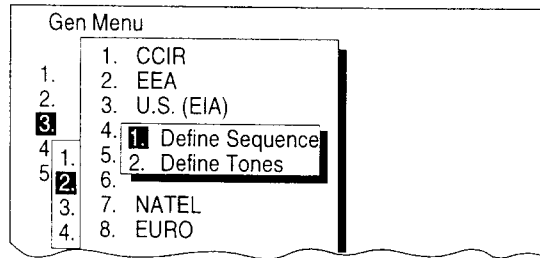 Gen Menu
1.
2.
3.
4
5
1.
2.
3.
4.
1. CCIR
2. EEA
3. U.S. (EIA)
4.
5.
6.
7. NATEL
8. EURO
1. Define Sequence
2. Define Tones